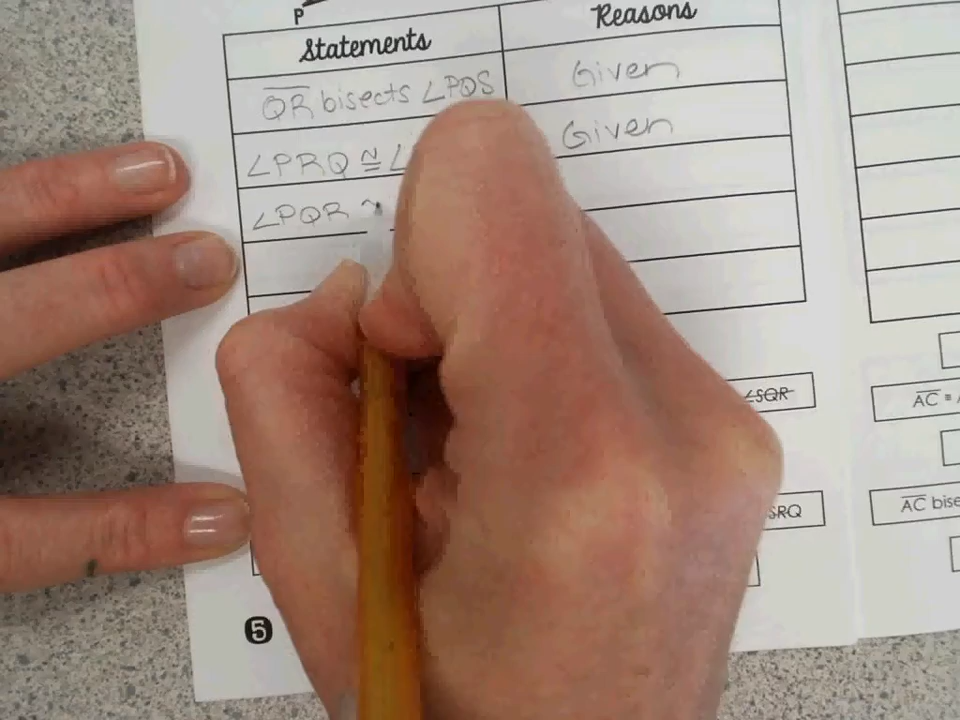 P
Statements Reasons
QR bisects ∠PQS Given
∠PRQ ≅ ∠ Given
∠PQR ~
∠SQR
AC =
SRQ
AC bise
5